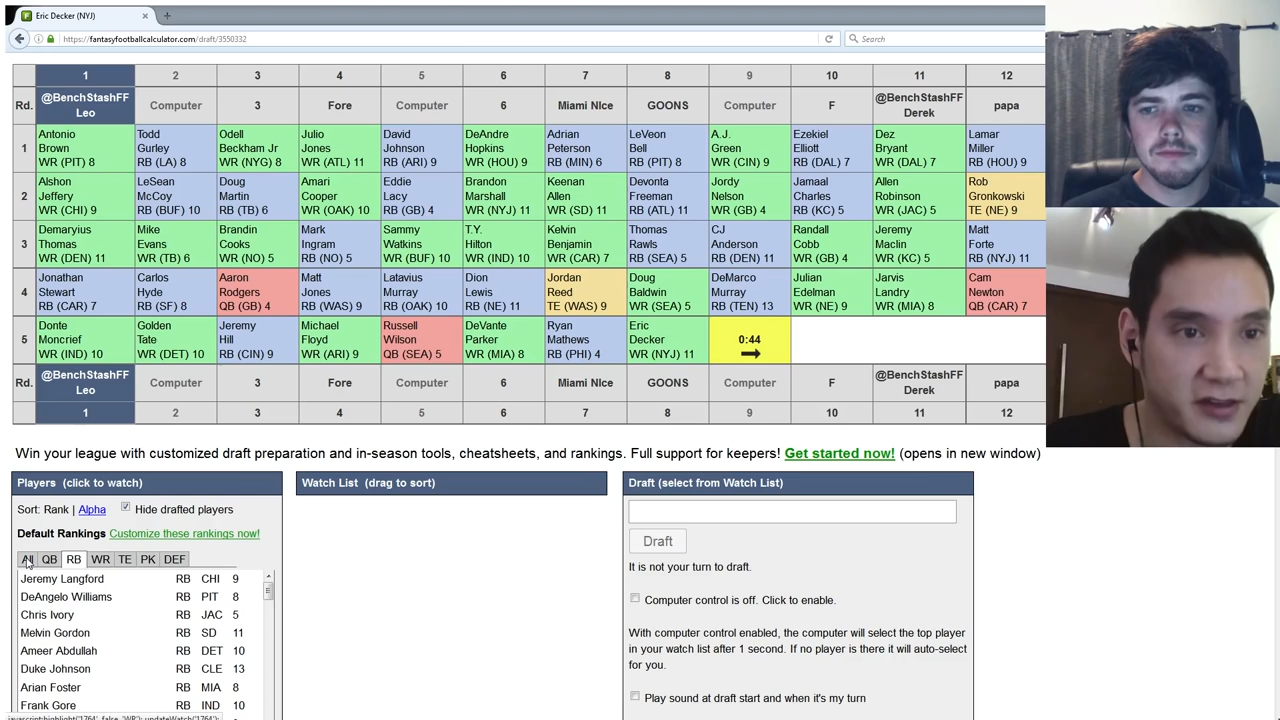 Eric Decker (NYJ)
https://fantasyfootballcalculator.com/draft/3550332
Search
1 2 3 4 5 6 7 8 9 10 11 12
Rd. @BenchStashFF Leo Computer 3 Fore Computer 6 Miami NIce GOONS Computer F @BenchStashFF Derek papa
1
Antonio Todd Odell Julio David DeAndre Adrian LeVeon A.J. Ezekiel Dez Lamar
Brown Gurley Beckham Jr Jones Johnson Hopkins Peterson Bell Green Elliott Bryant Miller
WR (PIT) 8 RB (LA) 8 WR (NYG) 8 WR (ATL) 11 RB (ARI) 9 WR (HOU) 9 RB (MIN) 6 RB (PIT) 8 WR (CIN) 9 RB (DAL) 7 WR (DAL) 7 RB (HOU) 9
2
Alshon LeSean Doug Amari Eddie Brandon Keenan Devonta Jordy Jamaal Allen Rob
Jeffery McCoy Martin Cooper Lacy Marshall Allen Freeman Nelson Charles Robinson Gronkowski
WR (CHI) 9 RB (BUF) 10 RB (TB) 6 WR (OAK) 10 RB (GB) 4 WR (NYJ) 11 WR (SD) 11 RB (ATL) 11 WR (GB) 4 RB (KC) 5 WR (JAC) 5 TE (NE) 9
3
Demaryius Mike Brandin Mark Sammy T.Y. Kelvin Thomas CJ Randall Jeremy Matt
Thomas Evans Cooks Ingram Watkins Hilton Benjamin Rawls Anderson Cobb Maclin Forte
WR (DEN) 11 WR (TB) 6 WR (NO) 5 RB (NO) 5 WR (BUF) 10 WR (IND) 10 WR (CAR) 7 RB (SEA) 5 RB (DEN) 11 WR (GB) 4 WR (KC) 5 RB (NYJ) 11
4
Jonathan Carlos Aaron Matt Latavius Dion Jordan Doug DeMarco Julian Jarvis Cam
Stewart Hyde Rodgers Jones Murray Lewis Reed Baldwin Murray Edelman Landry Newton
RB (CAR) 7 RB (SF) 8 QB (GB) 4 RB (WAS) 9 RB (OAK) 10 RB (NE) 11 TE (WAS) 9 WR (SEA) 5 RB (TEN) 13 WR (NE) 9 WR (MIA) 8 QB (CAR) 7
5
Donte Golden Jeremy Michael Russell DeVante Ryan Eric 0:44
Moncrief Tate Hill Floyd Wilson Parker Mathews Decker
WR (IND) 10 WR (DET) 10 RB (CIN) 9 WR (ARI) 9 QB (SEA) 5 WR (MIA) 8 RB (PHI) 4 WR (NYJ) 11
Rd. @BenchStashFF Leo Computer 3 Fore Computer 6 Miami NIce GOONS Computer F @BenchStashFF Derek papa
1 2 3 4 5 6 7 8 9 10 11 12
Win your league with customized draft preparation and in-season tools, cheatsheets, and rankings. Full support for keepers! Get started now! (opens in new window)
Players (click to watch)
Sort: Rank | Alpha Hide drafted players
Default Rankings Customize these rankings now!
All QB RB WR TE PK DEF
Jeremy Langford RB CHI 9
DeAngelo Williams RB PIT 8
Chris Ivory RB JAC 5
Melvin Gordon RB SD 11
Ameer Abdullah RB DET 10
Duke Johnson RB CLE 13
Arian Foster RB MIA 8
Frank Gore RB IND 10
javascript:highlight('1764', false, 'WR'); updateWatch('1764');
Watch List (drag to sort)
Draft (select from Watch List)
Draft
It is not your turn to draft.
Computer control is off. Click to enable.
With computer control enabled, the computer will select the top player
in your watch list after 1 second. If no player is there it will auto-select
for you.
Play sound at draft start and when it's my turn